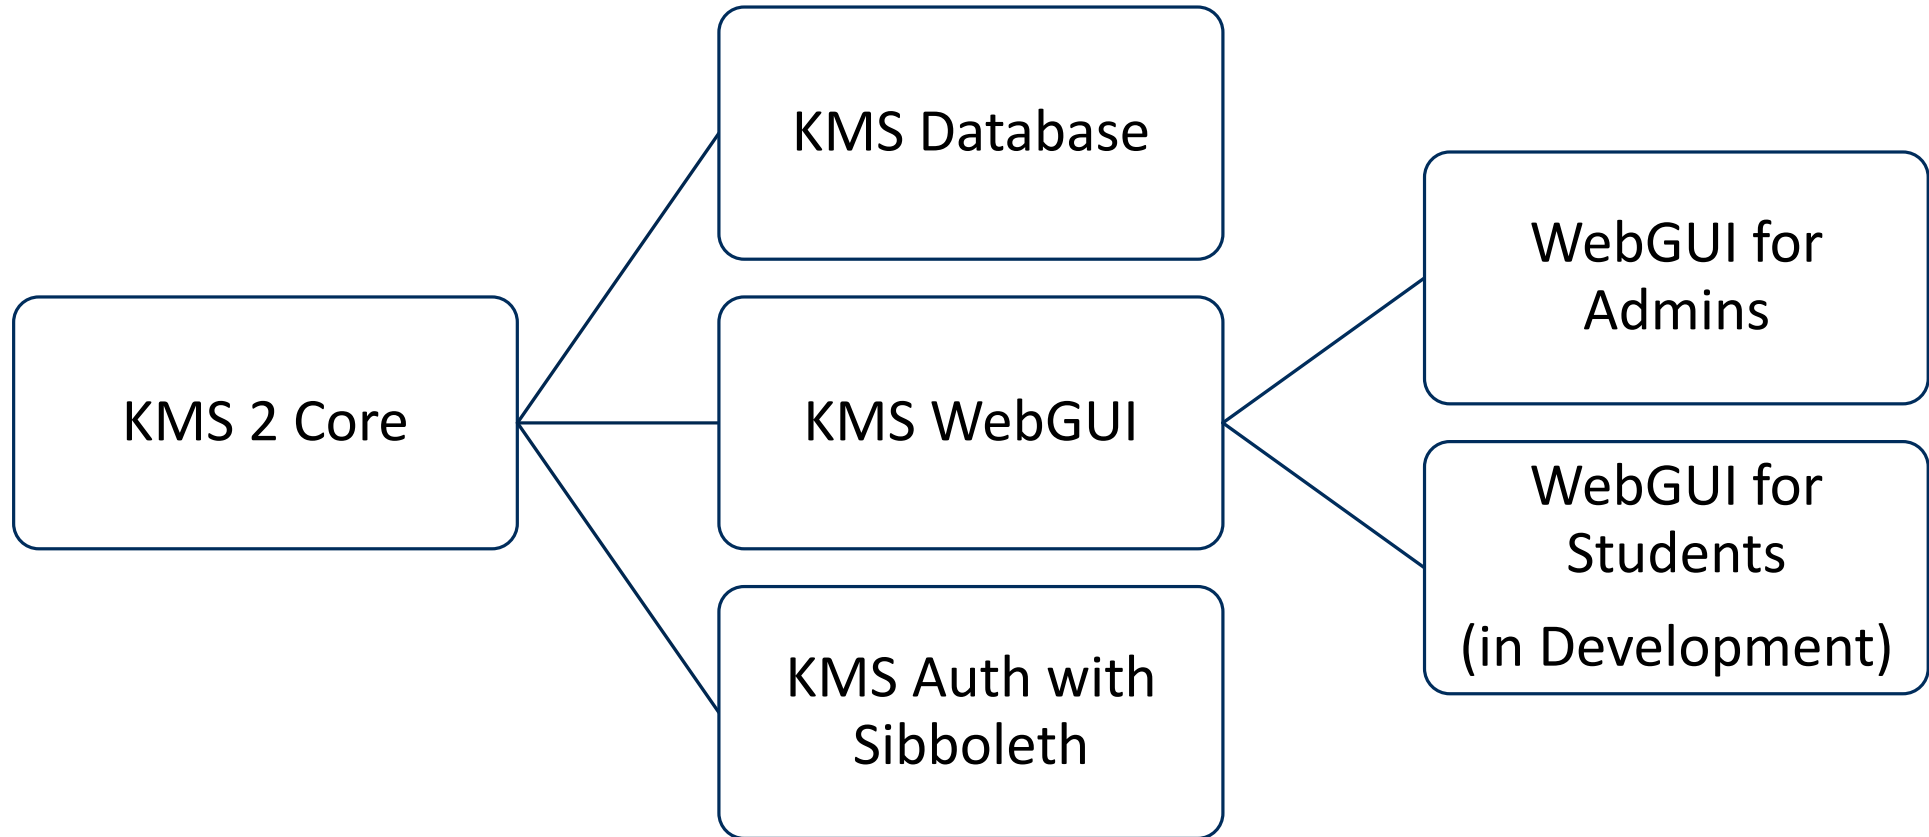 KMS 2 Core
KMS Database
KMS WebGUI
KMS Auth with
Sibboleth
WebGUI for
Admins
WebGUI for
Students
(in Development)